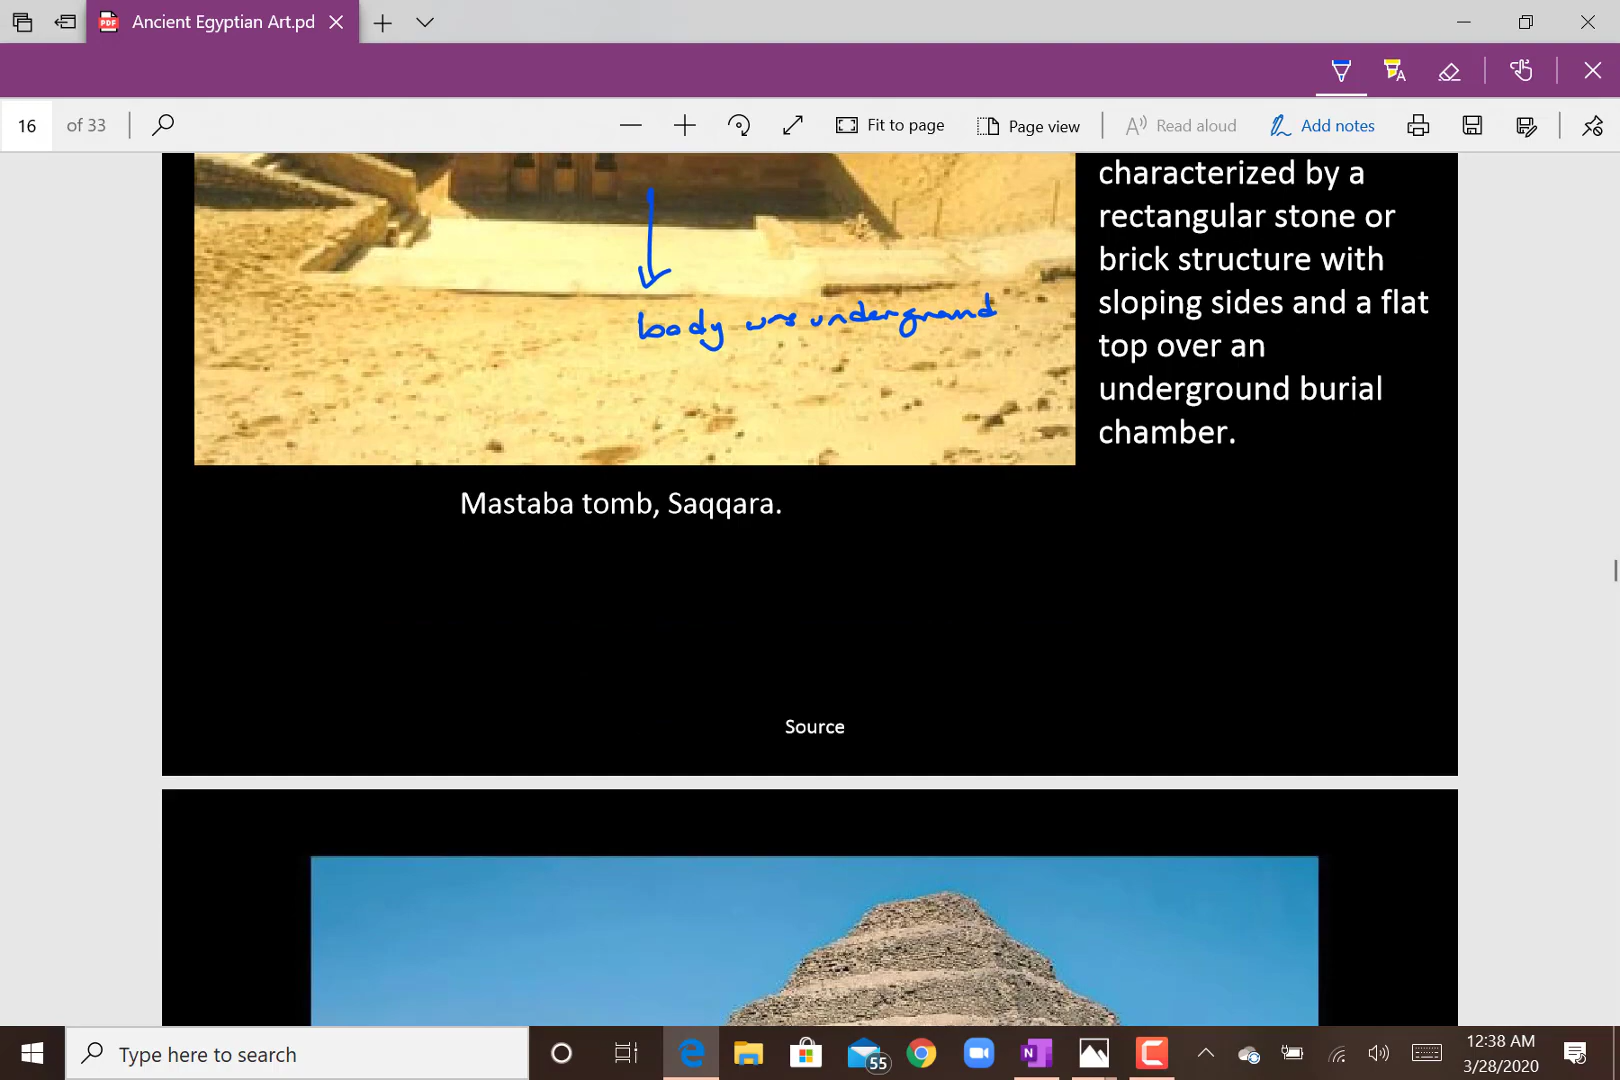 Ancient Egyptian Art.pd
16 of 33
Fit to page
Page view
Read aloud
Add notes
characterized by a
rectangular stone or
brick structure with
sloping sides and a flat
top over an
underground burial
chamber.
body was underground
Mastaba tomb, Saqqara.
Source
Type here to search
55
12:38 AM
3/28/2020